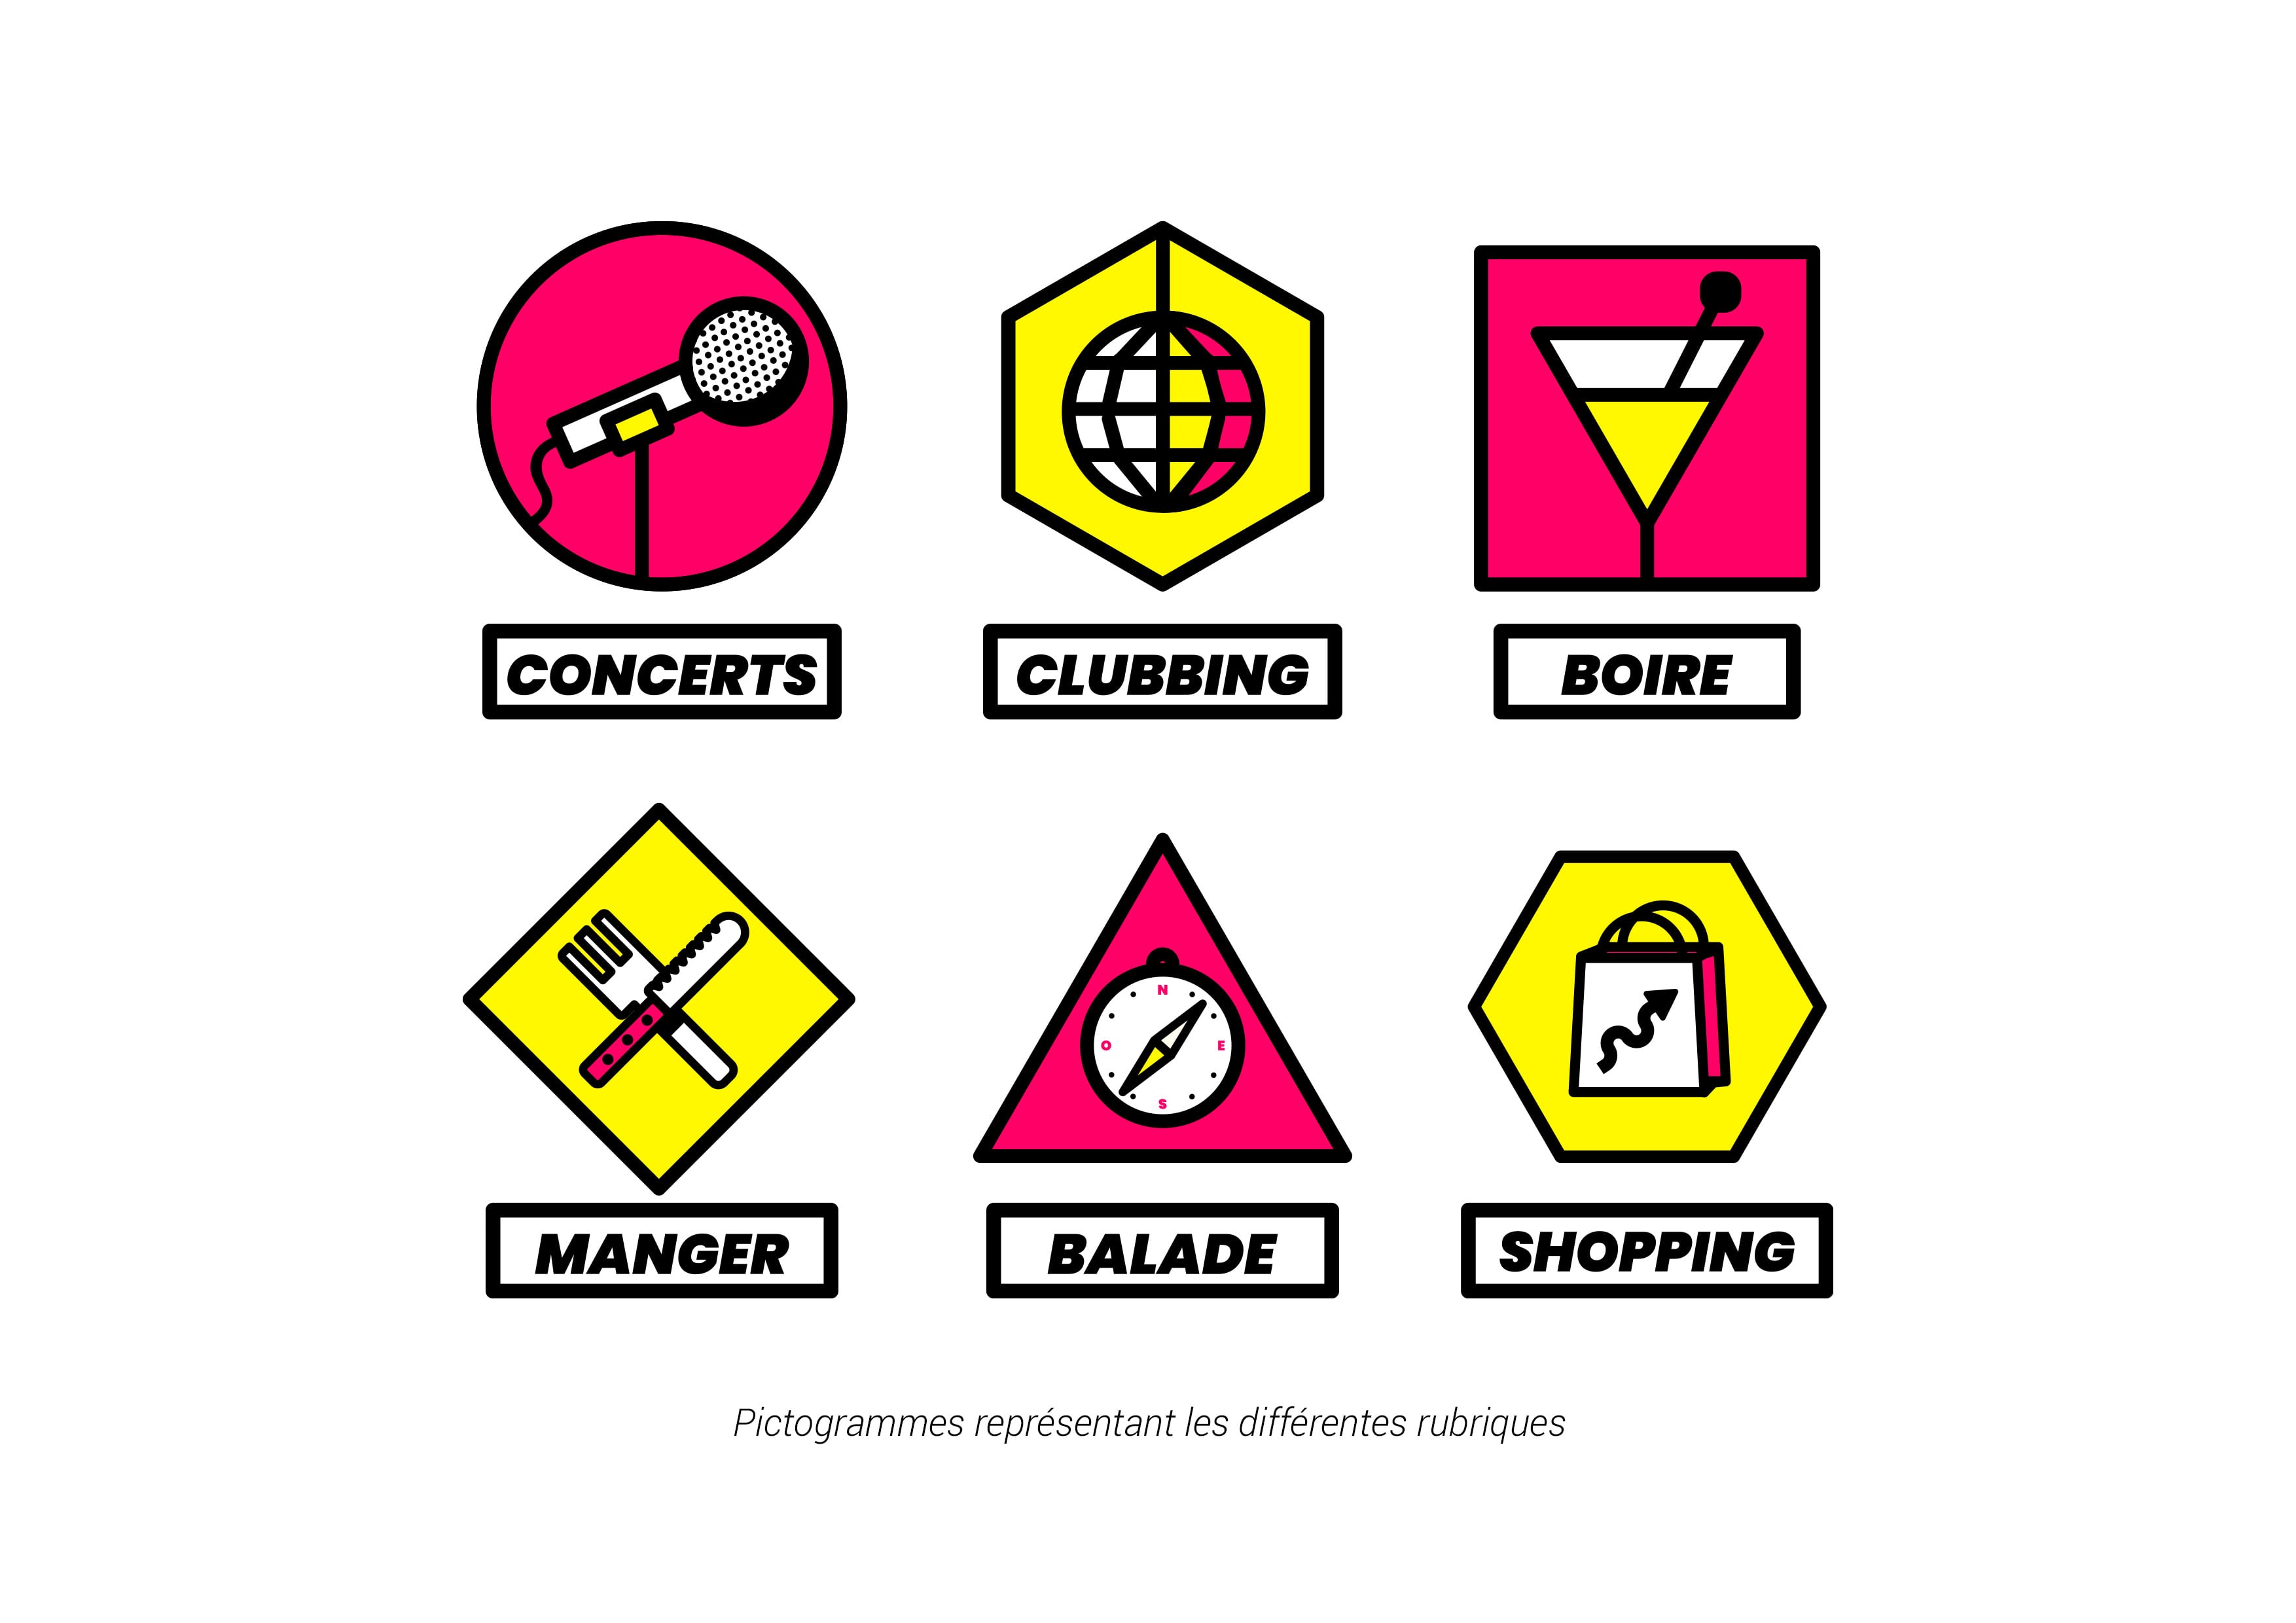 CONCERTS
CLUBBING
BOIRE
N
O
E
S
MANGER
BALADE
SHOPPING
Pictogrammes représentant les différentes rubriques